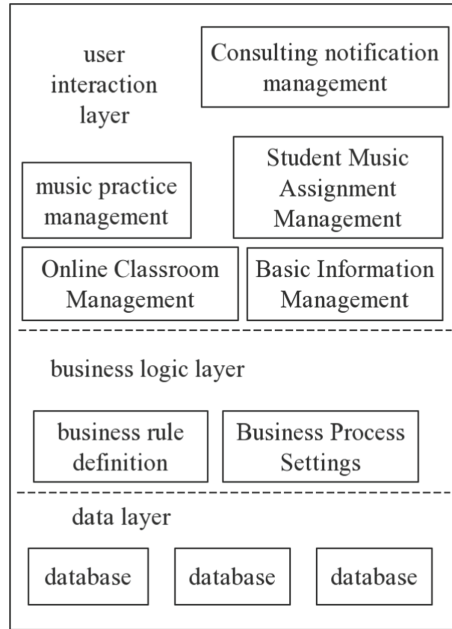 user
interaction
layer
Consulting notification
management
music practice
management
Student Music
Assignment
Management
Online Classroom
Management
Basic Information
Management
business logic layer
business rule
definition
Business Process
Settings
data layer
database
database
database